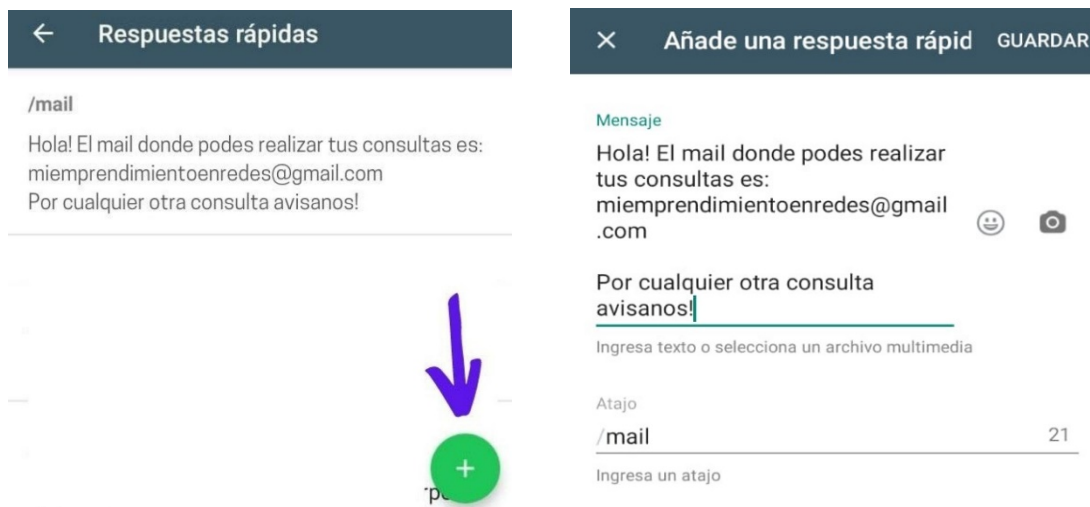 Respuestas rápidas
/mail
Hola! El mail donde podes realizar tus consultas es:
miemprendimientoenredes@gmail.com
Por cualquier otra consulta avisanos!
+
Añade una respuesta rápid GUARDAR
Mensaje
Hola! El mail donde podes realizar
tus consultas es:
miemprendimientoenredes@gmail
.com
Por cualquier otra consulta
avisanos!
Ingresa texto o selecciona un archivo multimedia
Atajo
/mail 21
Ingresa un atajo